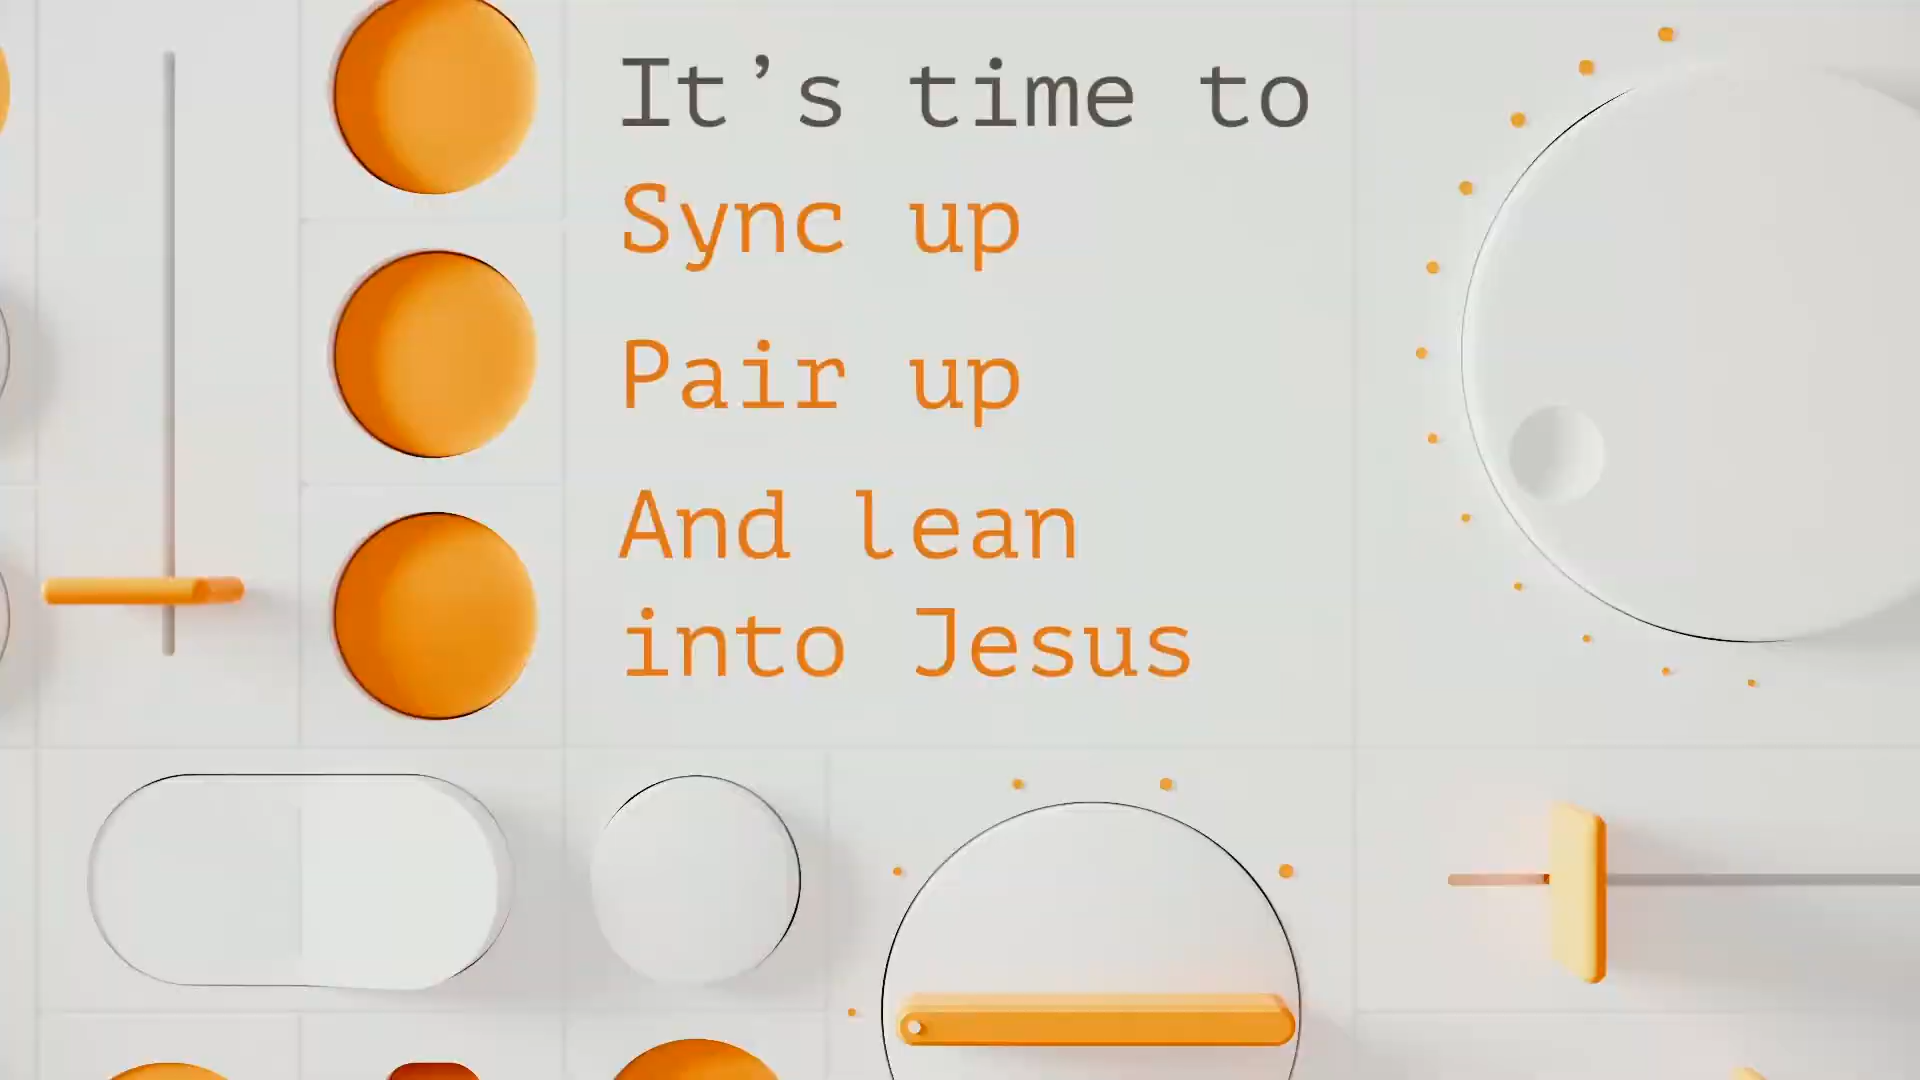 It’s time to
Sync up
Pair up
And lean
into Jesus